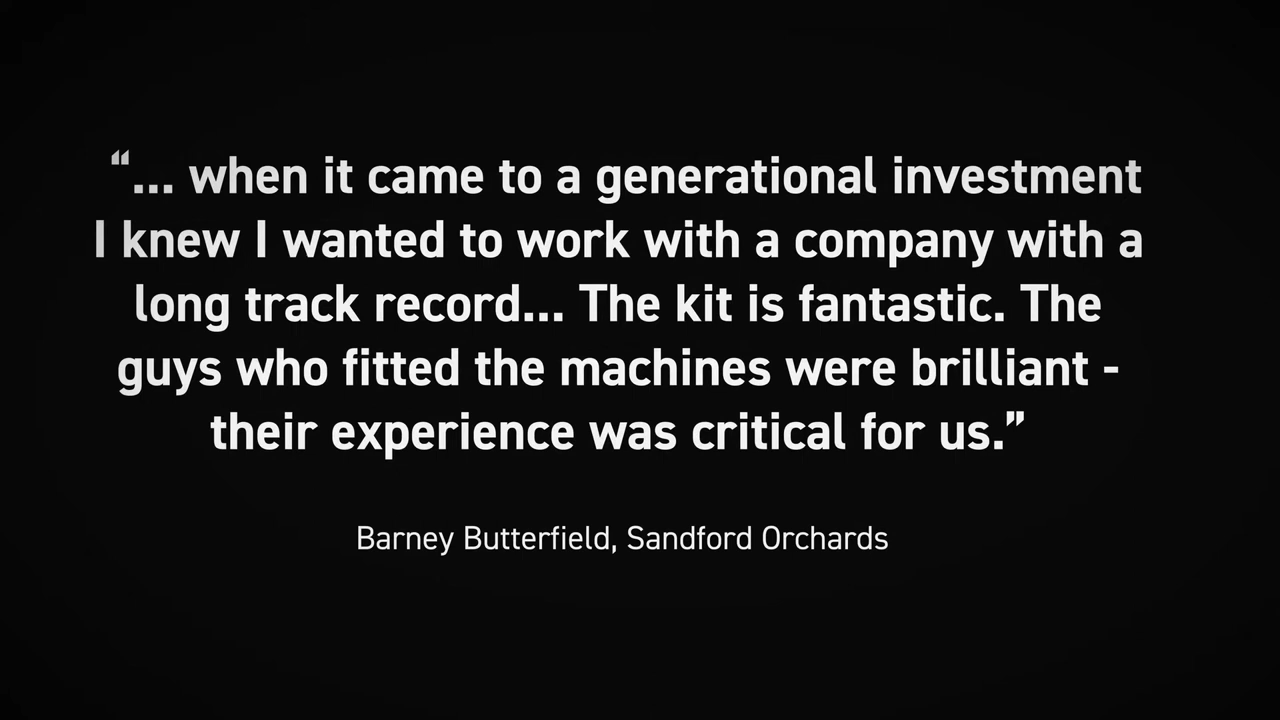 “... when it came to a generational investment
I knew I wanted to work with a company with a
long track record... The kit is fantastic. The
guys who fitted the machines were brilliant -
their experience was critical for us.”
Barney Butterfield, Sandford Orchards